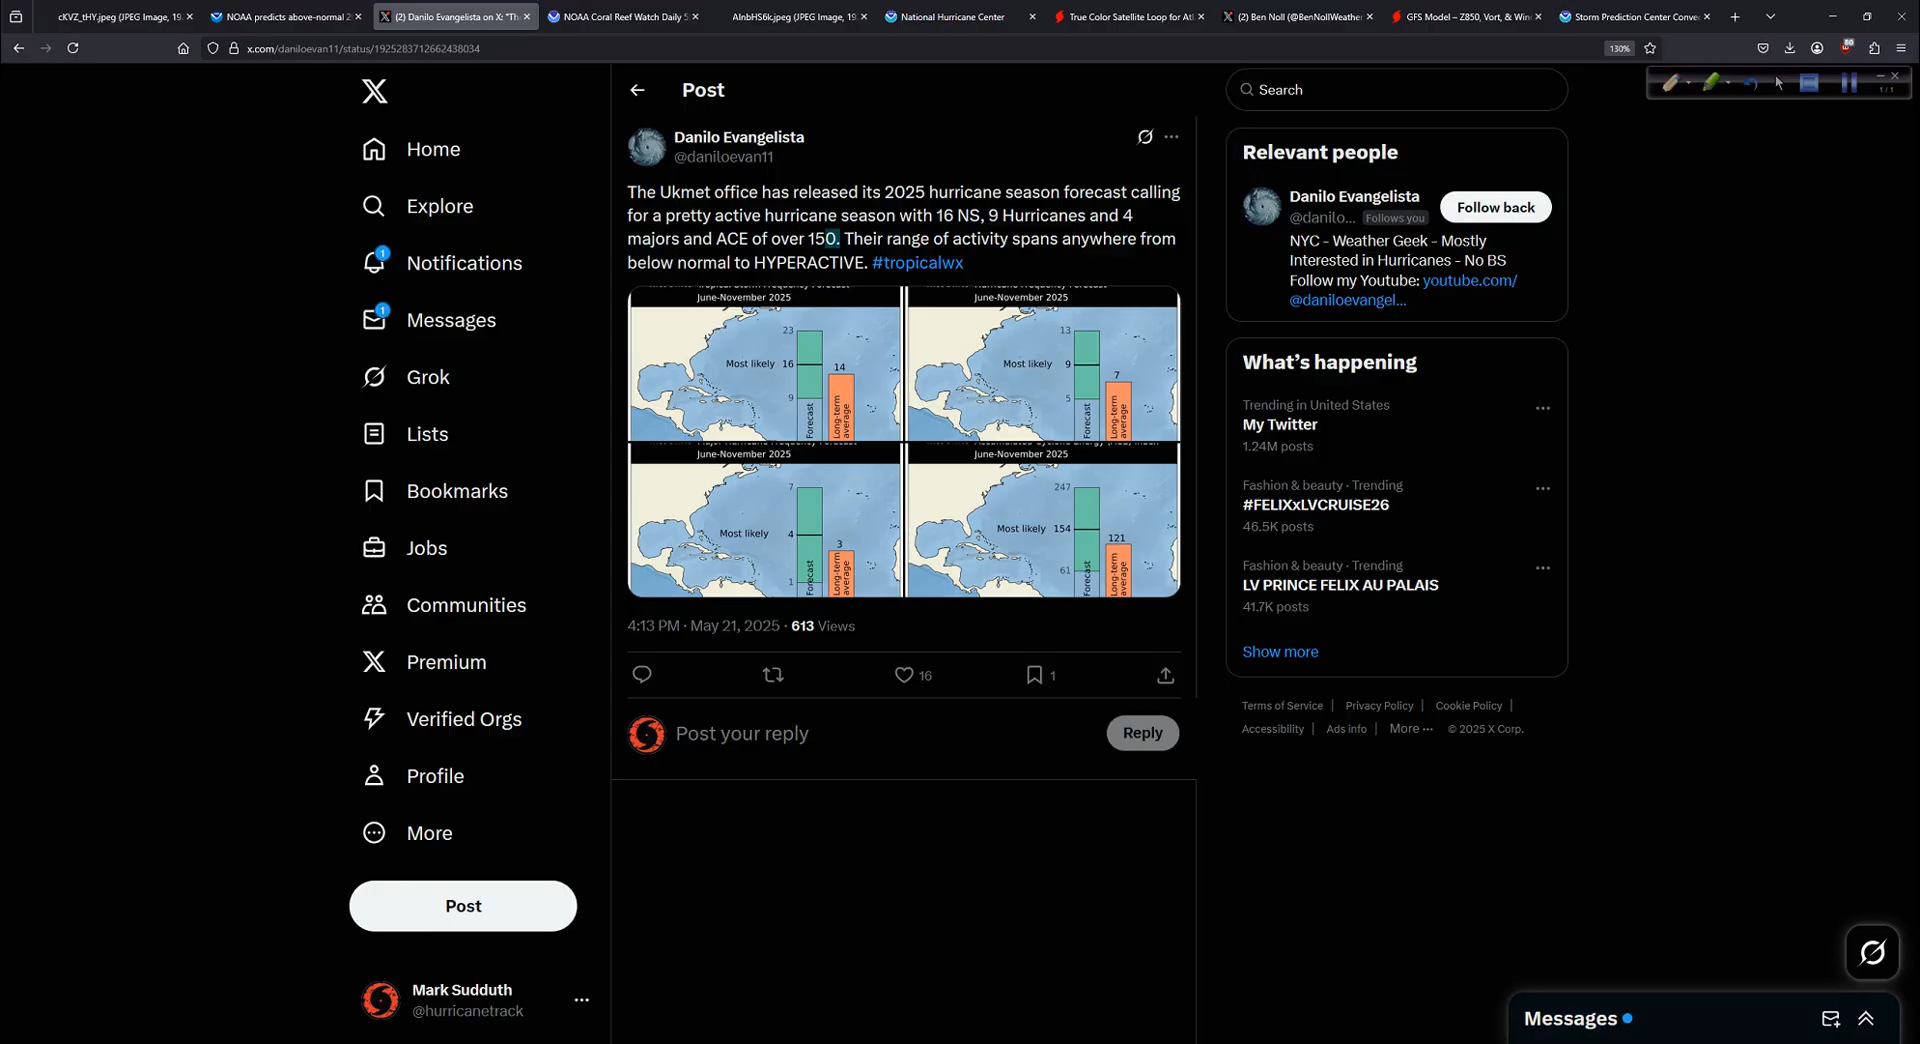 cKVZ_tHY.jpeg (JPEG Image, 19
NOAA predicts above-normal 2
(2) Danilo Evangelista on X: "Th
NOAA Coral Reef Watch Daily 5
AInbHS6k.jpeg (JPEG Image, 19
National Hurricane Center
True Color Satellite Loop for Atl
(2) Ben Noll (@BenNollWeather
GFS Model – Z850, Vort, & Win
Storm Prediction Center Conve
x.com/daniloevan11/status/1925283712662438034
130%
80
1/1
Home
Explore
1
Notifications
1
Messages
Grok
Lists
Bookmarks
Jobs
Communities
Premium
Verified Orgs
Profile
More
Post
Mark Sudduth
@hurricanetrack
Post
Danilo Evangelista
@daniloevan11
The Ukmet office has released its 2025 hurricane season forecast calling
for a pretty active hurricane season with 16 NS, 9 Hurricanes and 4
majors and ACE of over 150. Their range of activity spans anywhere from
below normal to HYPERACTIVE. #tropicalwx
June-November 2025
23
Most likely 16
14
9
Forecast
Long-term
average
June-November 2025
13
Most likely 9
7
5
Forecast
Long-term
average
June-November 2025
7
Most likely 4
3
1
Forecast
Long-term
average
June-November 2025
247
Most likely 154
121
61
Forecast
Long-term
average
4:13 PM · May 21, 2025 · 613 Views
16
1
Post your reply
Reply
Search
Relevant people
Danilo Evangelista
@danilo... Follows you
Follow back
NYC - Weather Geek - Mostly
Interested in Hurricanes - No BS
Follow my Youtube: youtube.com/
@daniloevangel...
What's happening
Trending in United States
My Twitter
1.24M posts
Fashion & beauty · Trending
#FELIXxLVCRUISE26
46.5K posts
Fashion & beauty · Trending
LV PRINCE FELIX AU PALAIS
41.7K posts
Show more
Terms of Service | Privacy Policy | Cookie Policy |
Accessibility | Ads info | More ··· © 2025 X Corp.
Messages